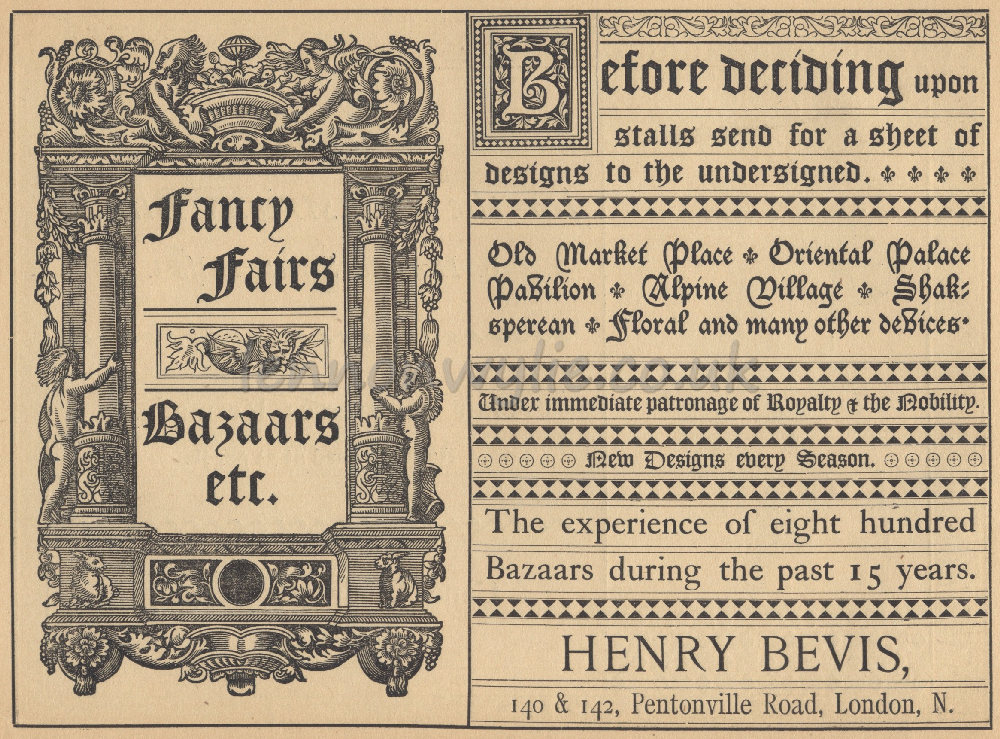 Fancy
Fairs
Bazaars
etc.
Before deciding upon
stalls send for a sheet of
designs to the undersigned.
Old Market Place Oriental Palace
Pavilion Alpine Village Shak-
sperean Floral and many other devices.
Under immediate patronage of Royalty & the Nobility.
New Designs every Season.
The experience of eight hundred
Bazaars during the past 15 years.
HENRY BEVIS,
140 & 142, Pentonville Road, London, N.